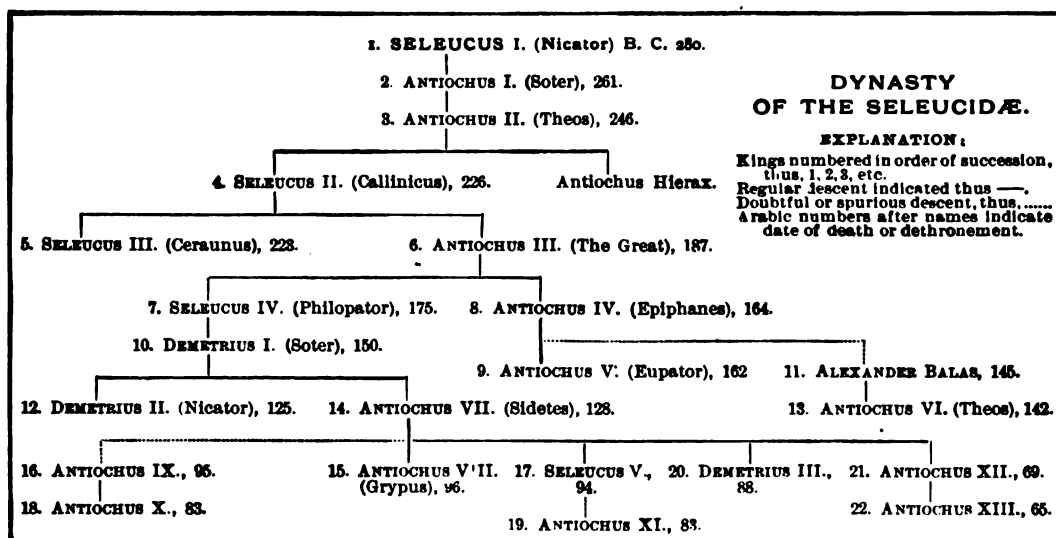 1. SELEUCUS I. (Nicator) B. C. 280.
2. ANTIOCHUS I. (Soter), 261.
3. ANTIOCHUS II. (Theos), 246.
DYNASTY
OF THE SELEUCIDÆ.
EXPLANATION:
Kings numbered in order of succession,
thus, 1, 2, 3, etc.
Regular descent indicated thus —.
Doubtful or spurious descent, thus, ......
Arabic numbers after names indicate
date of death or dethronement.
4. SELEUCUS II. (Callinicus), 226.
Antiochus Hierax.
5. SELEUCUS III. (Ceraunus), 223.
6. ANTIOCHUS III. (The Great), 187.
7. SELEUCUS IV. (Philopator), 175.
8. ANTIOCHUS IV. (Epiphanes), 164.
10. DEMETRIUS I. (Soter), 150.
9. ANTIOCHUS V. (Eupator), 162
11. ALEXANDER BALAS, 145.
12. DEMETRIUS II. (Nicator), 125.
14. ANTIOCHUS VII. (Sidetes), 128.
13. ANTIOCHUS VI. (Theos), 142.
16. ANTIOCHUS IX., 95.
15. ANTIOCHUS VIII.
(Grypus), 96.
17. SELEUCUS V.,
94.
20. DEMETRIUS III.,
88.
21. ANTIOCHUS XII., 69.
18. ANTIOCHUS X., 83.
19. ANTIOCHUS XI., 83.
22. ANTIOCHUS XIII., 65.